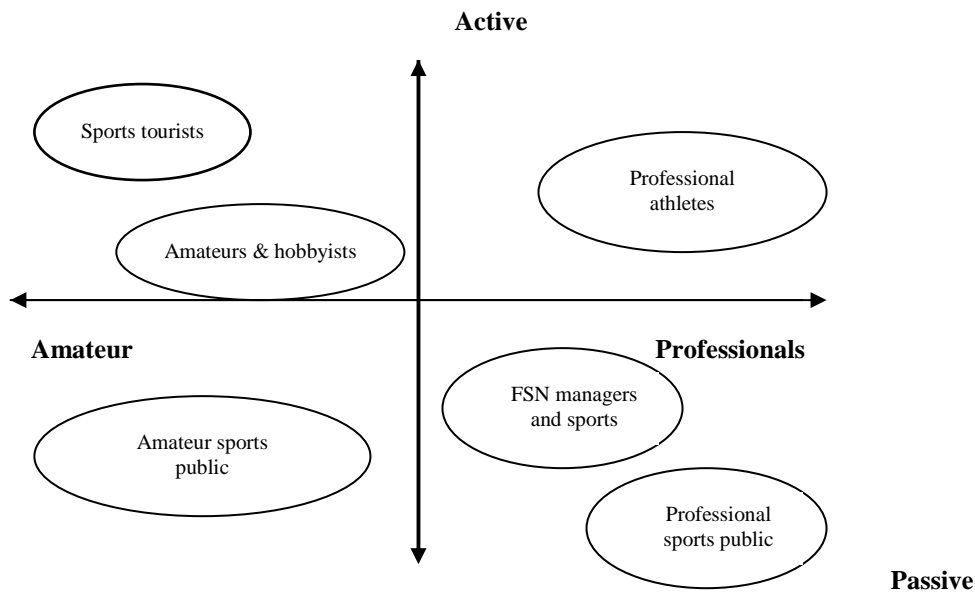 Active
Sports tourists
Professional
athletes
Amateurs & hobbyists
Amateur
Professionals
FSN managers
and sports
Amateur sports
public
Professional
sports public
Passive